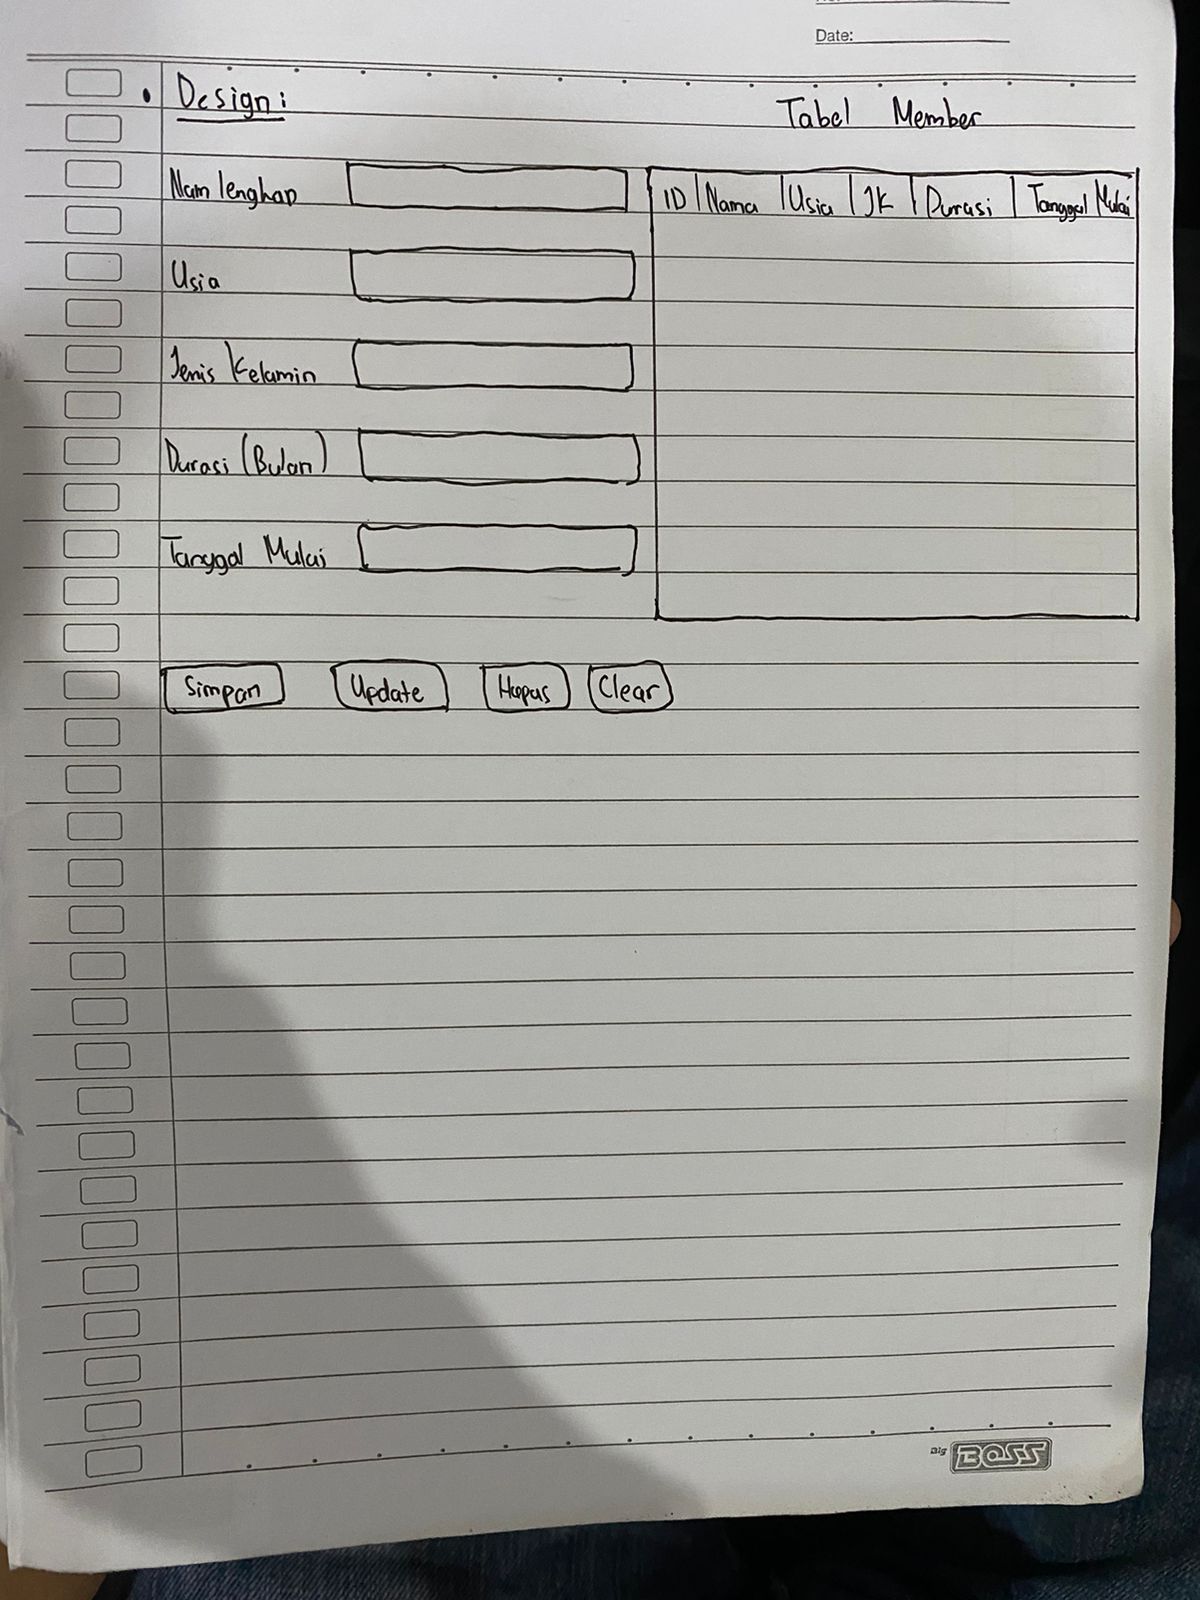 Date:
Design:
Tabel Member
Nam lengkap
Usia
Jenis Kelamin
Durasi (Bulan)
Tanggal Mulai
ID Nama Usia JK Durasi Tanggal Mulai
Simpan Update Hapus Clear
Big BOSS